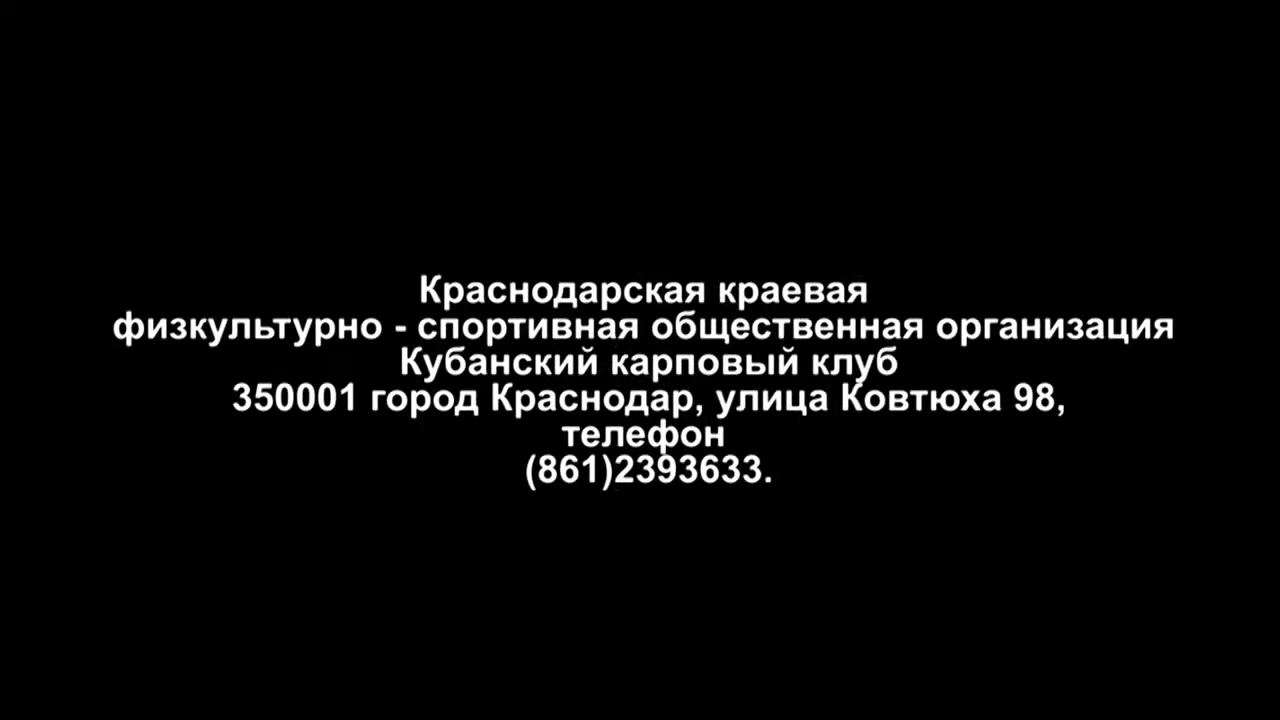 Краснодарская краевая
физкультурно - спортивная общественная организация
Кубанский карповый клуб
350001 город Краснодар, улица Ковтюха 98,
телефон
(861)2393633.